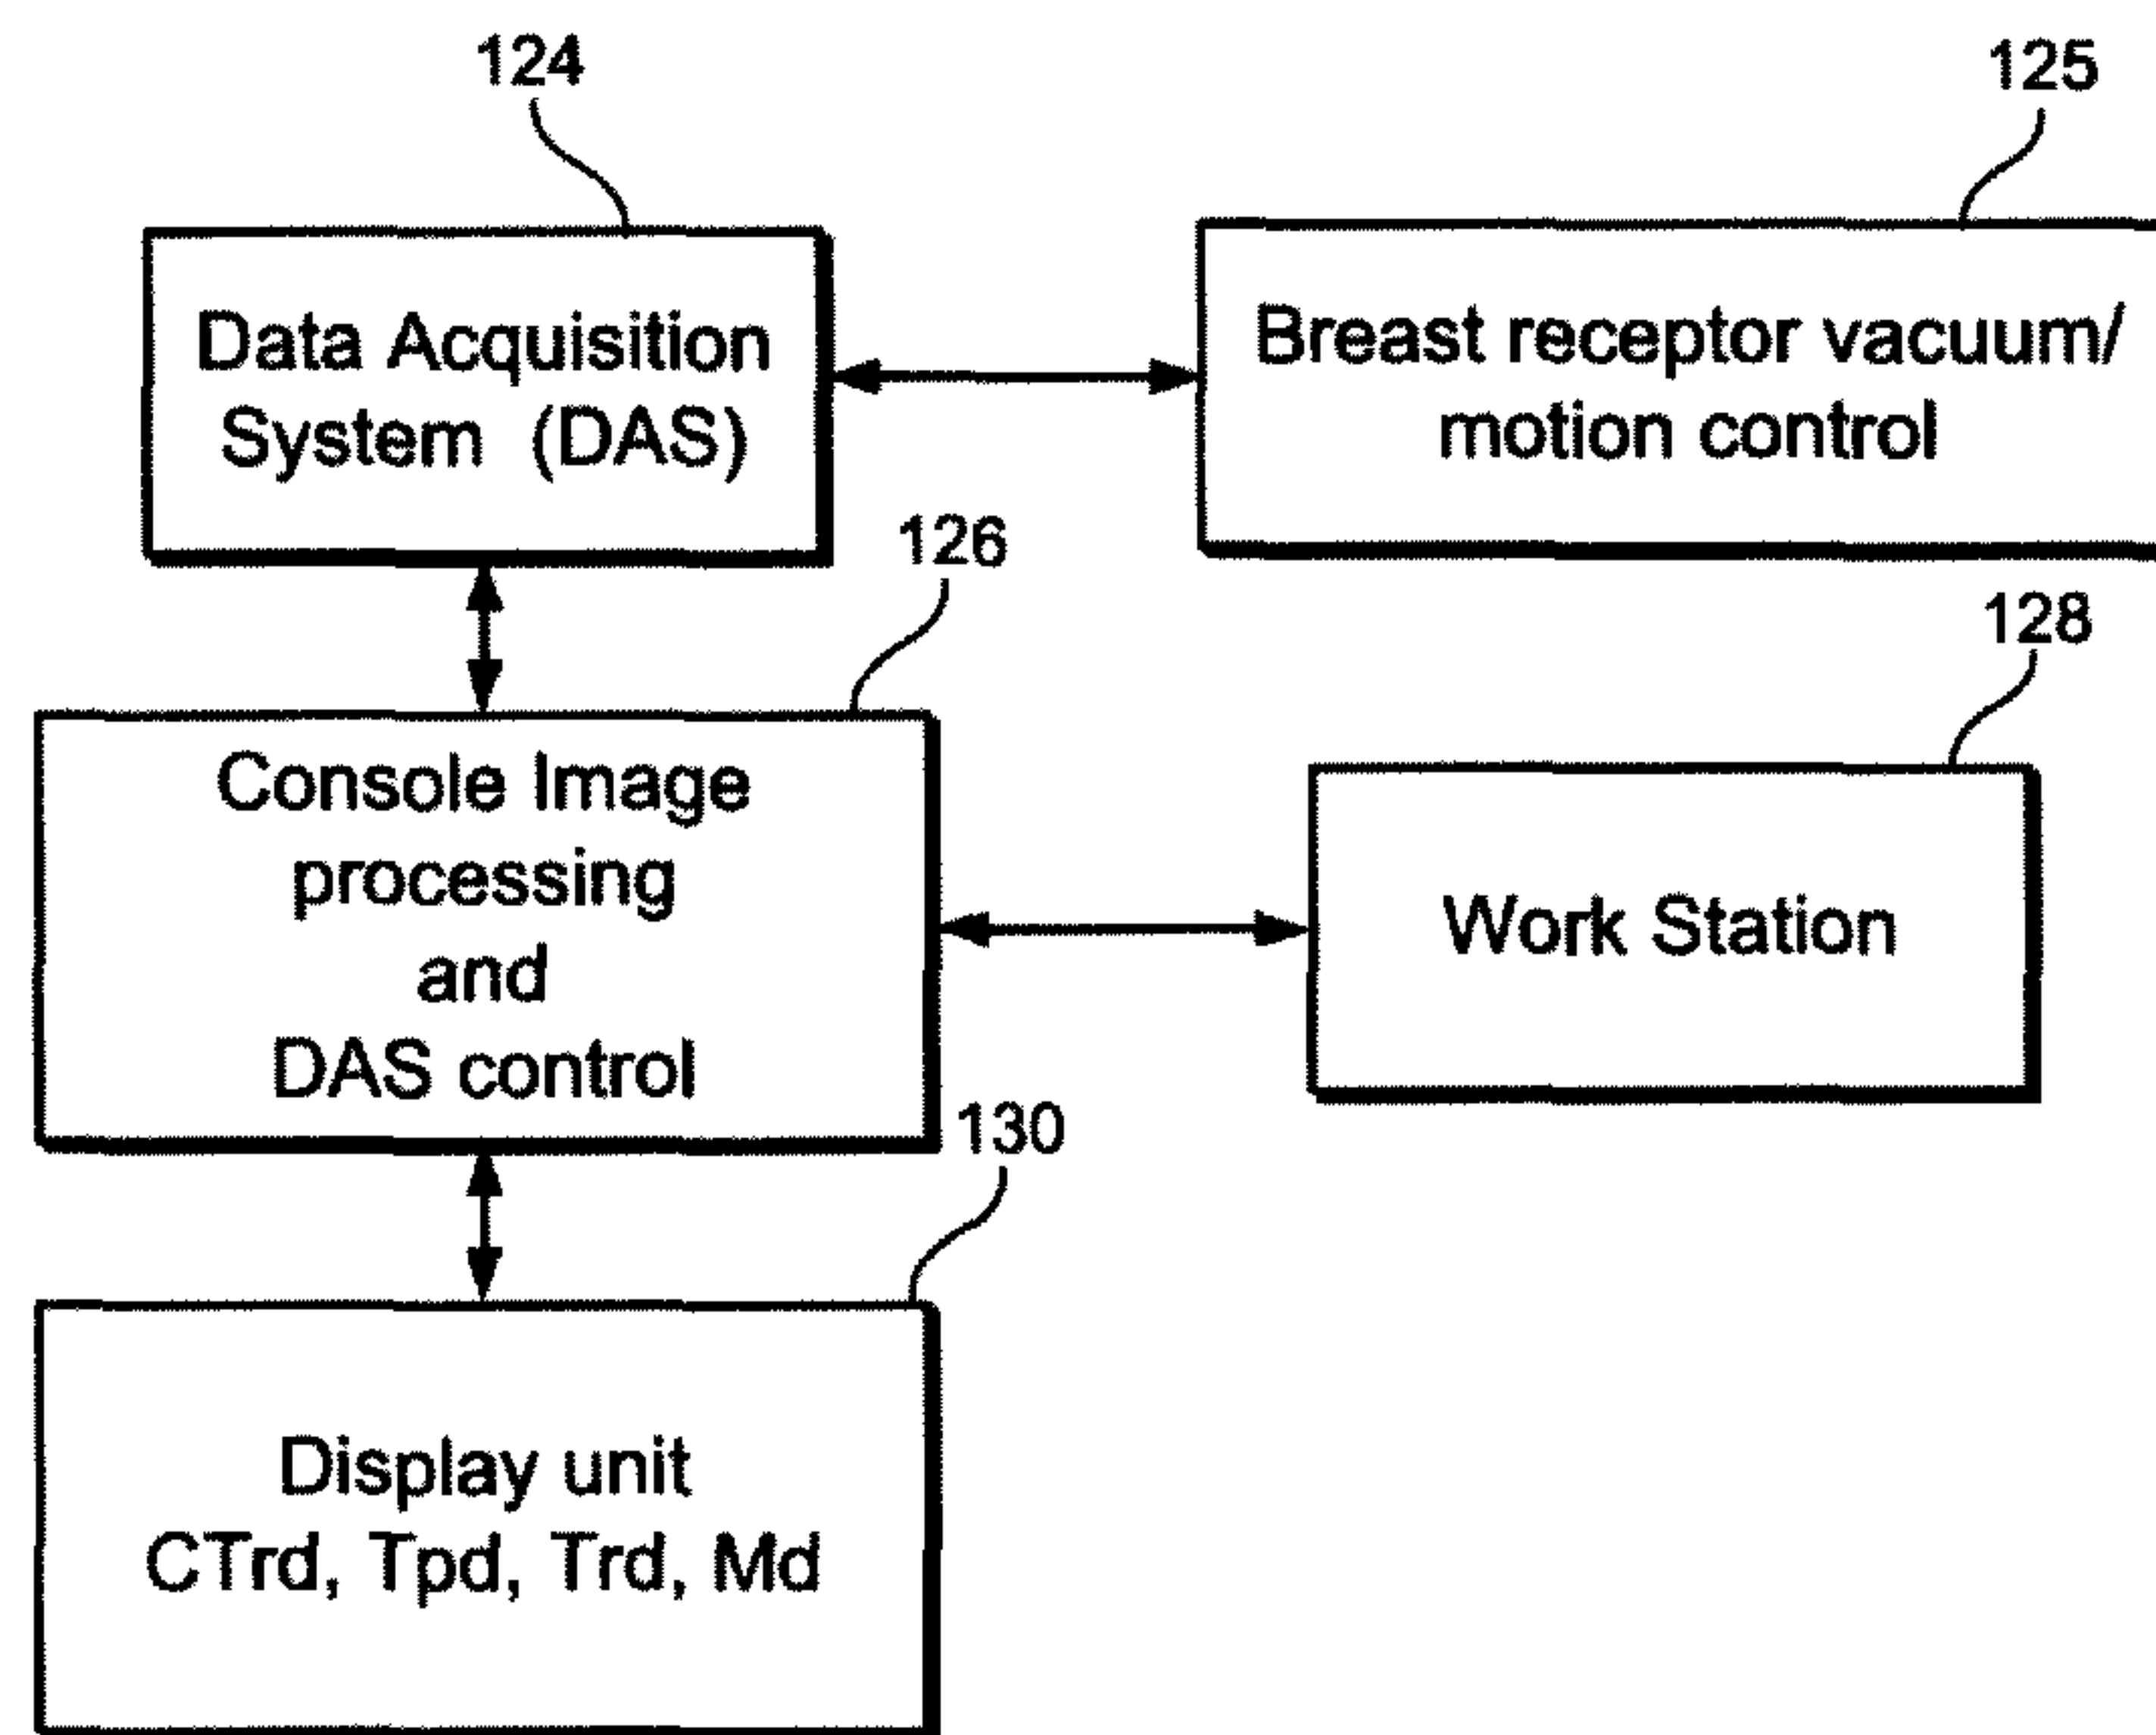 124
125
Data Acquisition
System (DAS)
Breast receptor vacuum/
motion control
126
128
Console Image
processing
and
DAS control
Work Station
130
Display unit
CTrd, Tpd, Trd, Md